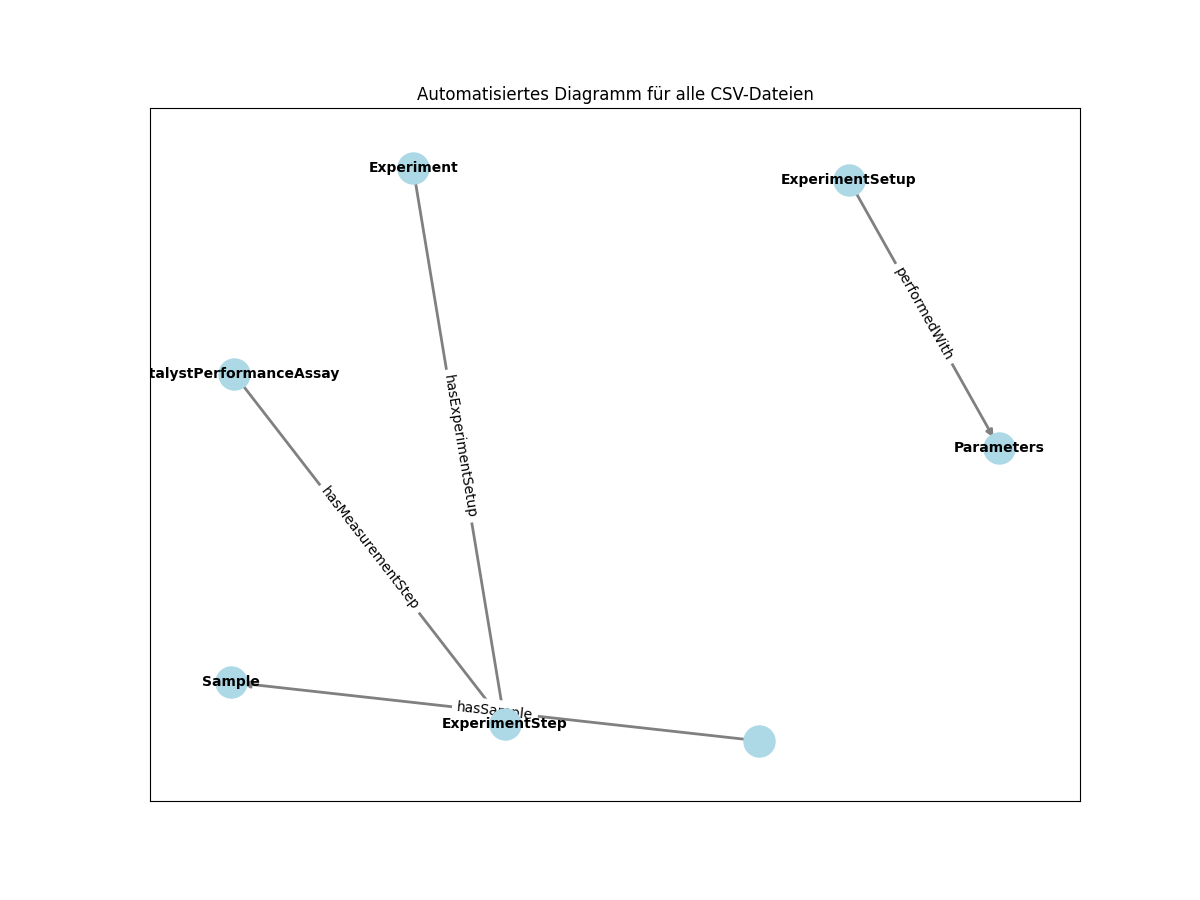 Automatisiertes Diagramm für alle CSV-Dateien
Experiment
ExperimentSetup
performedWith
talystPerformanceAssay
hasExperimentSetup
Parameters
hasMeasurementStep
Sample
hasSample
ExperimentStep